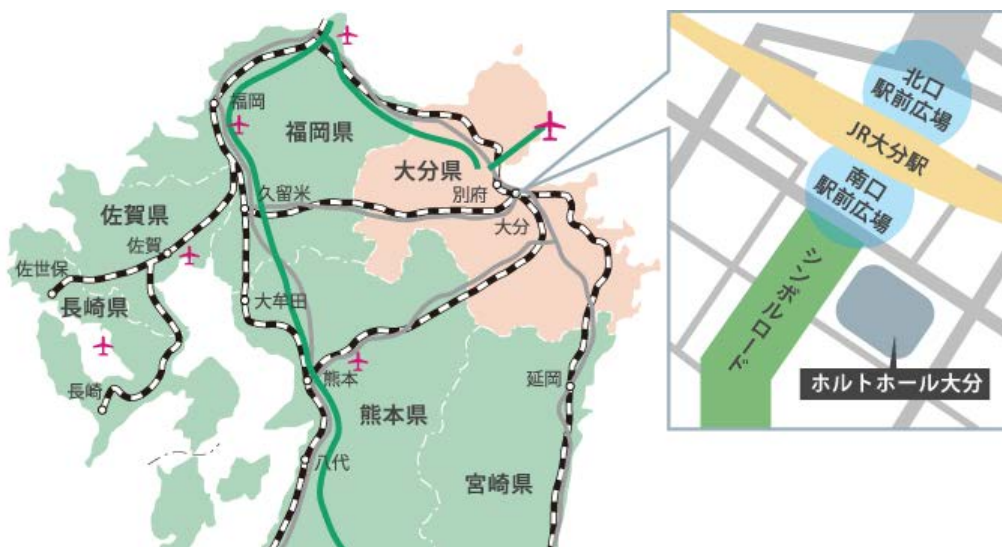 福岡
福岡県
大分県
久留米
別府
大分
佐賀県
佐賀
佐世保
長崎県
大牟田
長崎
熊本
熊本県
延岡
八代
宮崎県
北口
駅前広場
JR大分駅
南口
駅前広場
シンボルロード
ホルトホール大分